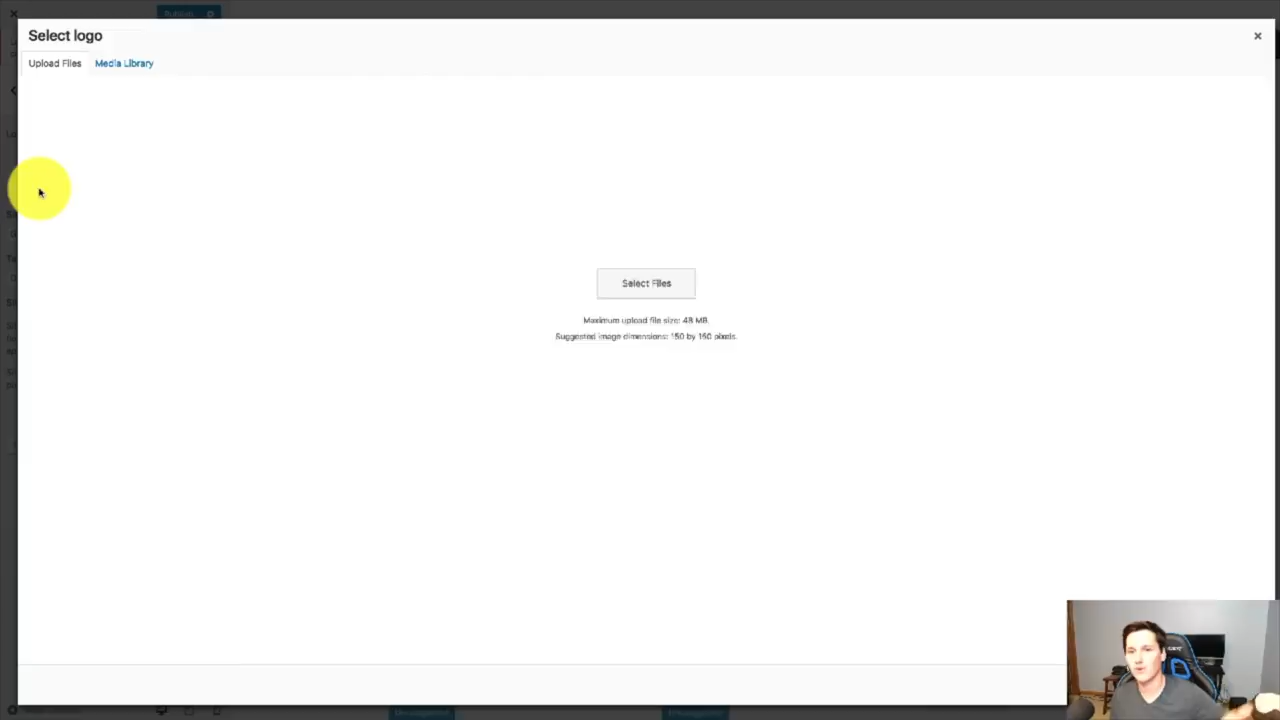 Publish
Select logo
Upload Files
Media Library
Select Files
Maximum upload file size: 48 MB.
Suggested image dimensions: 150 by 150 pixels.